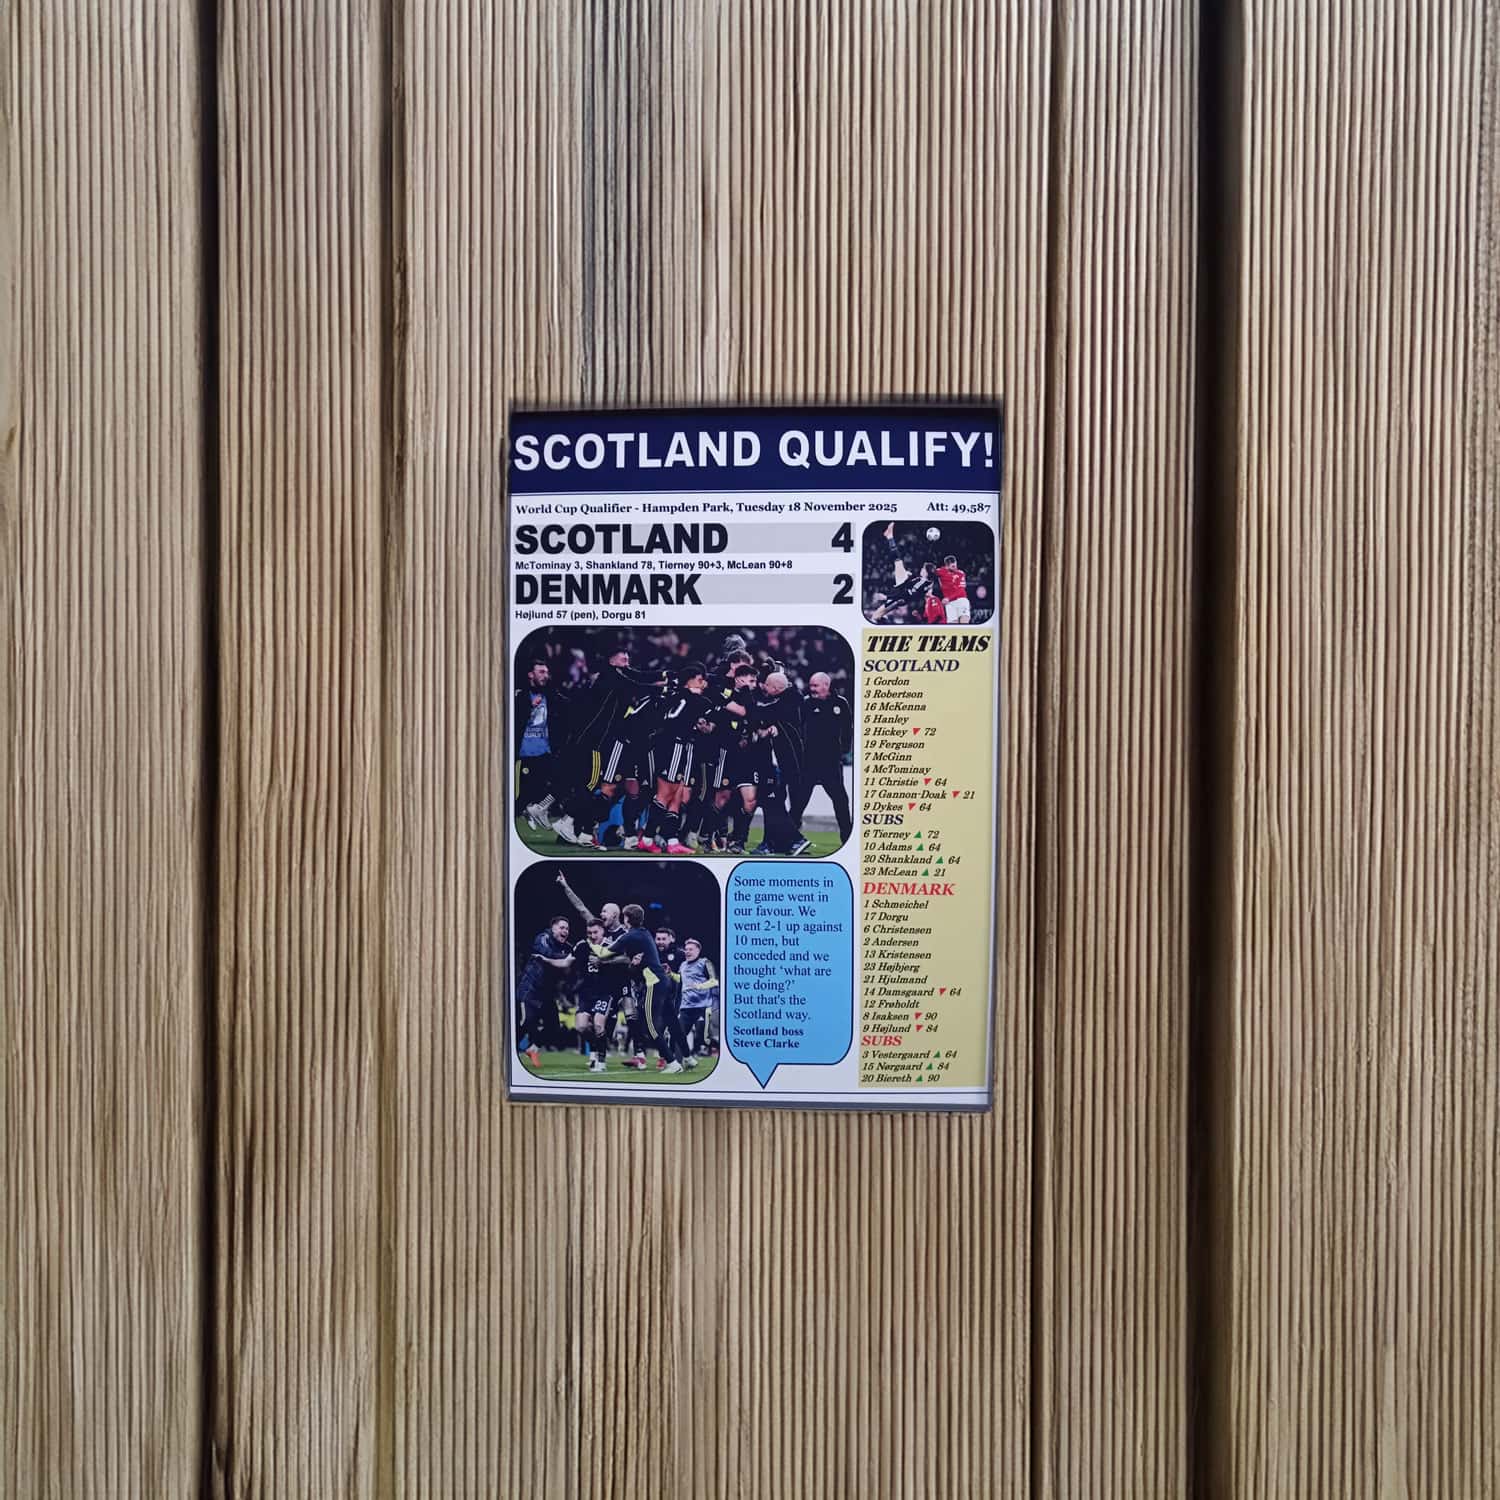 SCOTLAND QUALIFY!
World Cup Qualifier - Hampden Park, Tuesday 18 November 2025 Att: 49,587
SCOTLAND 4
McTominay 3, Shankland 78, Tierney 90+3, McLean 90+8
DENMARK 2
Højlund 57 (pen), Dorgu 81
THE TEAMS
SCOTLAND
1 Gordon
3 Robertson
16 McKenna
5 Hanley
2 Hickey ▼ 72
19 Ferguson
7 McGinn
4 McTominay
11 Christie ▼ 64
17 Gannon-Doak ▼ 21
9 Dykes ▼ 64
SUBS
6 Tierney ▲ 72
10 Adams ▲ 64
20 Shankland ▲ 64
23 McLean ▲ 21
DENMARK
1 Schmeichel
17 Dorgu
6 Christensen
2 Andersen
13 Kristensen
23 Højbjerg
21 Hjulmand
14 Damsgaard ▼ 64
12 Frøholdt
8 Isaksen ▼ 90
9 Højlund ▼ 84
SUBS
3 Vestergaard ▲ 64
15 Nørgaard ▲ 84
20 Biereth ▲ 90
Some moments in
the game went in
our favour. We
went 2-1 up against
10 men, but
conceded and we
thought ‘what are
we doing?’
But that's the
Scotland way.
Scotland boss
Steve Clarke
23
9